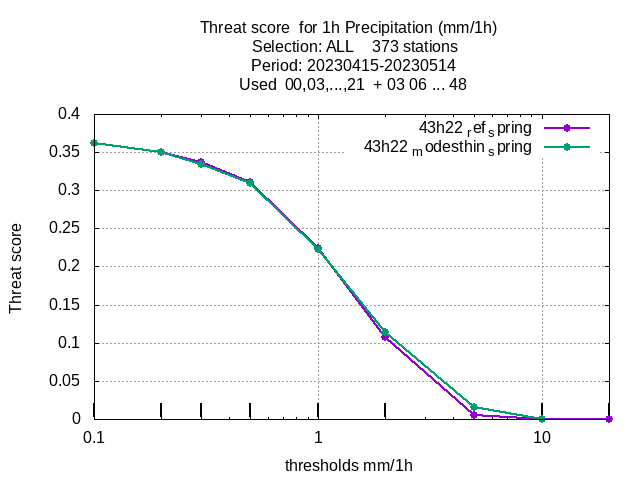 Threat score  for 1h Precipitation (mm/1h)
Selection: ALL    373 stations
Period: 20230415-20230514
Used  00,03,...,21  + 03 06 ... 48
43h22 ref spring
43h22 modesthin spring
0.4
0.35
0.3
0.25
0.2
0.15
0.1
0.05
0
Threat score
0.1 1 10
thresholds mm/1h